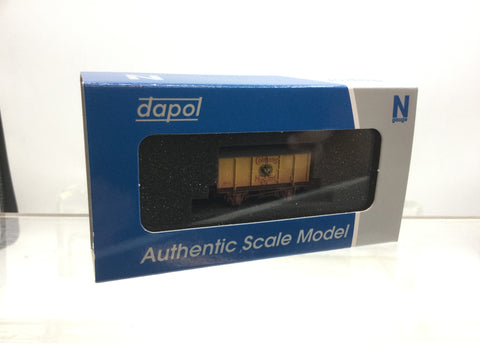 dapol
N
gauge
Authentic Scale Model